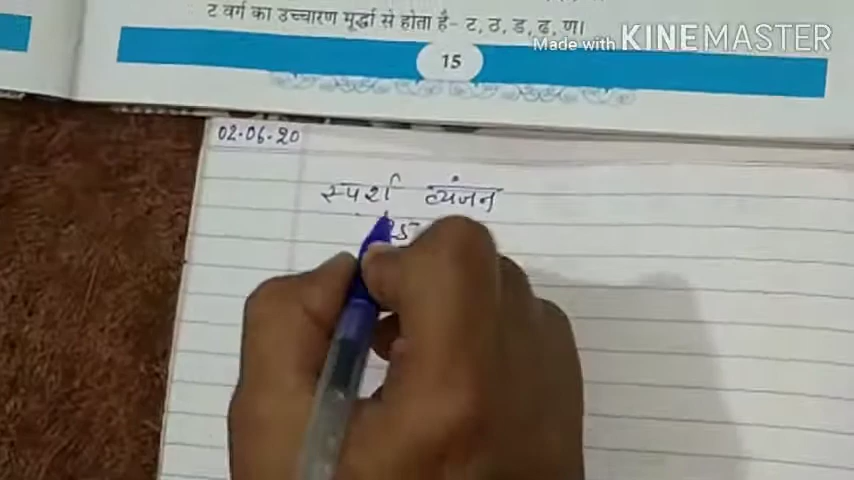 ट वर्ग का उच्चारण मूर्द्धा से होता है- ट, ठ, ड, ढ, ण।
Made with KINEMASTER
15
02.06.20
स्पर्श व्यंजन